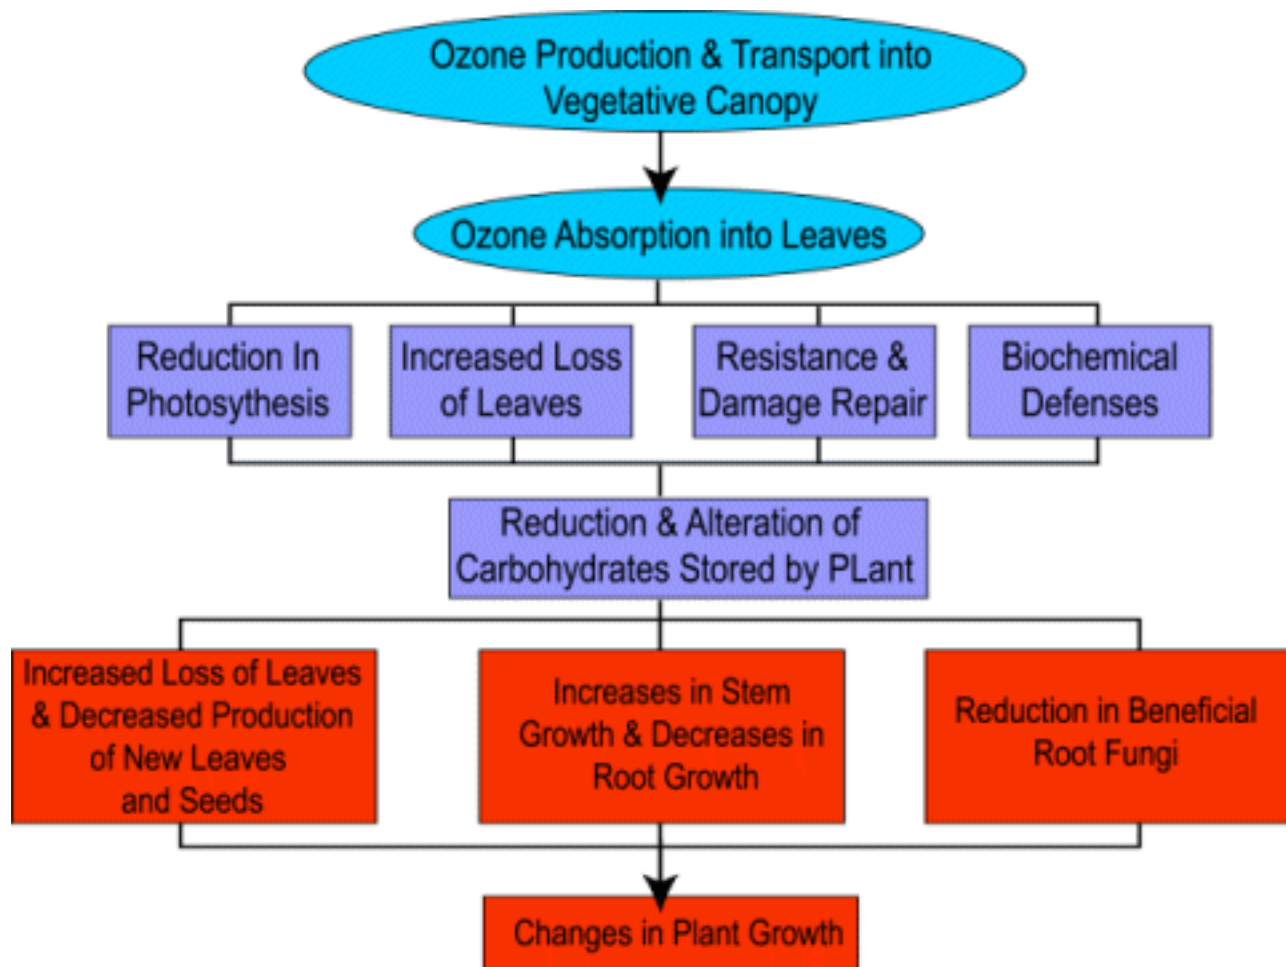 Ozone Production & Transport into
Vegetative Canopy
Ozone Absorption into Leaves
Reduction In
Photosythesis
Increased Loss
of Leaves
Resistance &
Damage Repair
Biochemical
Defenses
Reduction & Alteration of
Carbohydrates Stored by PLant
Increased Loss of Leaves
& Decreased Production
of New Leaves
and Seeds
Increases in Stem
Growth & Decreases in
Root Growth
Reduction in Beneficial
Root Fungi
Changes in Plant Growth